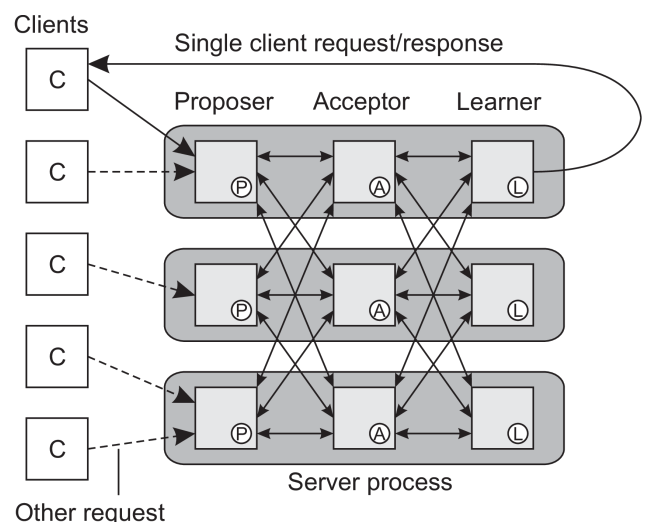 Clients
Single client request/response
C
Proposer Acceptor Learner
C
P A L
C
P A L
C
P A L
C
Server process
Other request